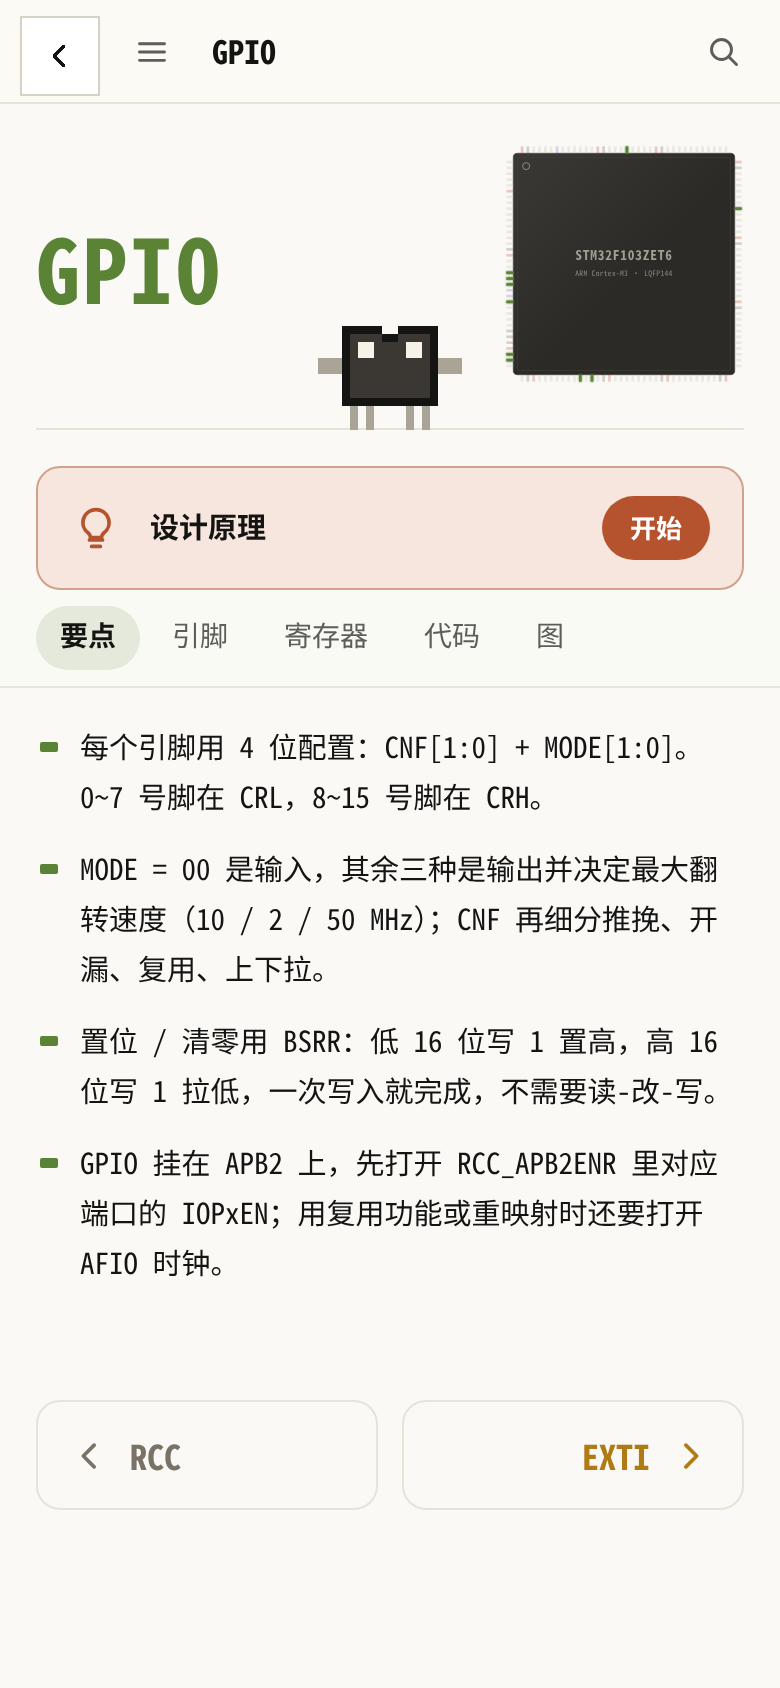 GPIO
STM32F103ZET6
ARM Cortex-M3 • LQFP144
GPIO
设计原理
开始
要点 引脚 寄存器 代码 图
每个引脚用 4 位配置：CNF[1:0] + MODE[1:0]。
0~7 号脚在 CRL，8~15 号脚在 CRH。
MODE = 00 是输入，其余三种是输出并决定最大翻
转速度（10 / 2 / 50 MHz）；CNF 再细分推挽、开
漏、复用、上下拉。
置位 / 清零用 BSRR：低 16 位写 1 置高，高 16
位写 1 拉低，一次写入就完成，不需要读-改-写。
GPIO 挂在 APB2 上，先打开 RCC_APB2ENR 里对应
端口的 IOPxEN；用复用功能或重映射时还要打开
AFIO 时钟。
RCC
EXTI